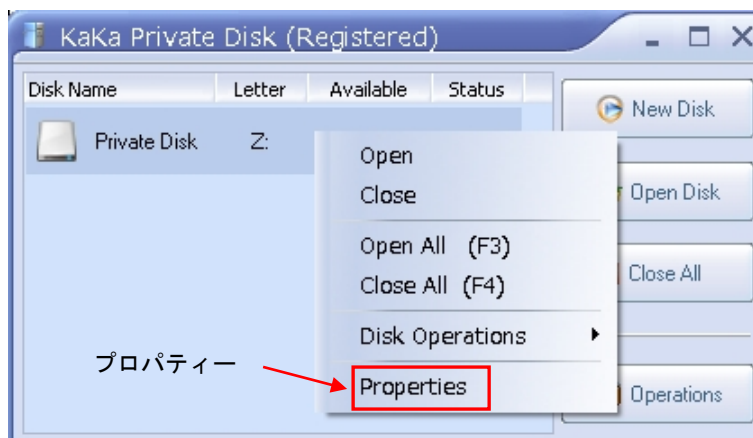 KaKa Private Disk (Registered)
Disk Name Letter Available Status
Private Disk Z:
New Disk
Open Disk
Close All
Operations
Open
Close
Open All (F3)
Close All (F4)
Disk Operations
Properties
プロパティー